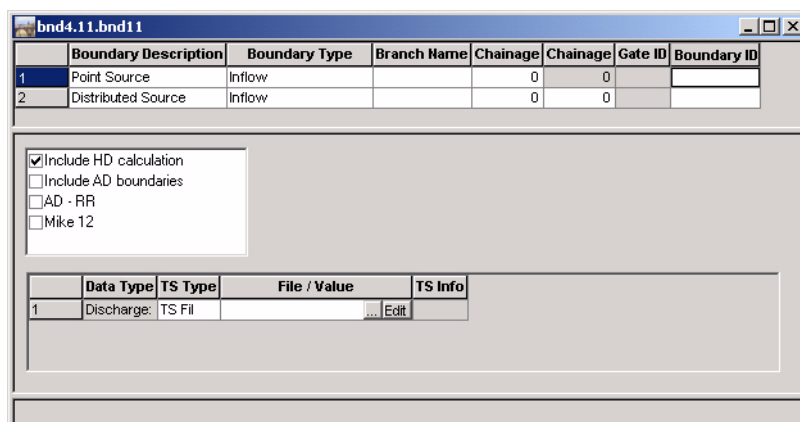 bnd4.11.bnd11
Boundary Description Boundary Type Branch Name Chainage Chainage Gate ID Boundary ID
1 Point Source Inflow 0 0
2 Distributed Source Inflow 0 0
Include HD calculation
Include AD boundaries
AD - RR
Mike 12
Data Type TS Type File / Value TS Info
1 Discharge: TS Fil ... Edit